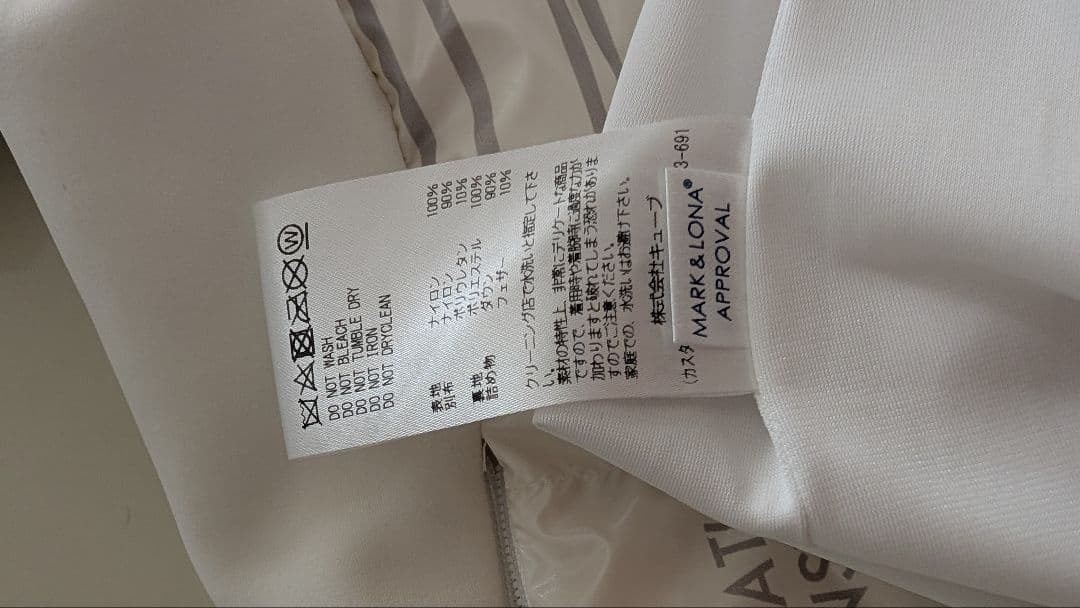 W
DO NOT WASH
DO NOT BLEACH
DO NOT TUMBLE DRY
DO NOT IRON
DO NOT DRYCLEAN
表地 ナイロン 100%
別布 ナイロン 90%
ポリウレタン 10%
裏地 ポリエステル 100%
詰め物 ダウン 90%
フェザー 10%
クリーニング店で水洗いと指定して下さ
い。
素材の特性上、非常にデリケートな商品
ですので、着用時や着脱時に過度な力が
加わりますと破れてしまう恐れがありま
すのでご注意ください。
家庭での、水洗いはお避け下さい。
株式会社キューブ
(カスタ 3-691
MARK & LONA®
APPROVAL